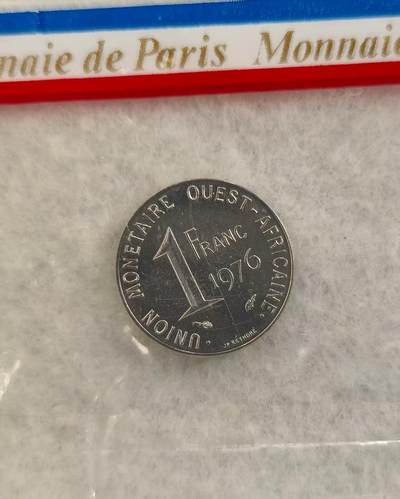 naie de Paris Monnaie
UNION MONETAIRE OUEST-AFRICAINE
1 FRANC
1976